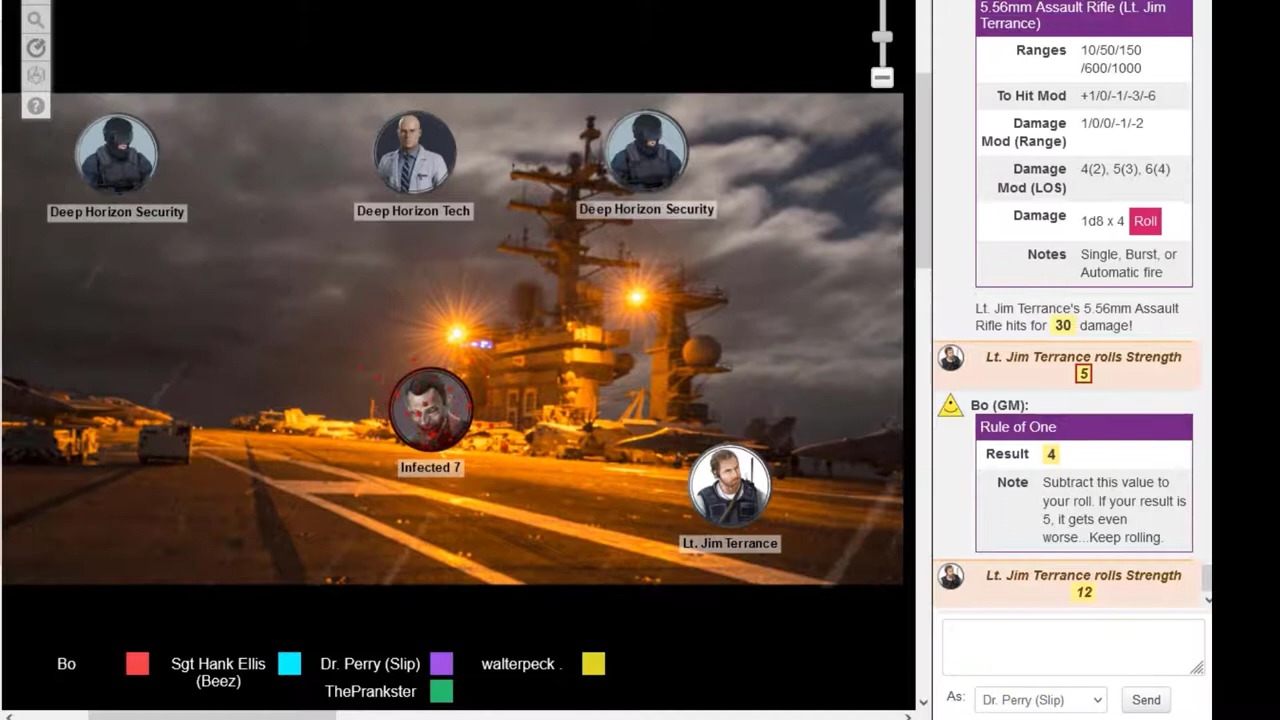 Deep Horizon Security
Deep Horizon Tech
Deep Horizon Security
Infected 7
Lt. Jim Terrance
Bo
Sgt Hank Ellis
(Beez)
Dr. Perry (Slip)
walterpeck .
ThePrankster
5.56mm Assault Rifle (Lt. Jim
Terrance)
Ranges 10/50/150
/600/1000
To Hit Mod +1/0/-1/-3/-6
Damage
Mod (Range) 1/0/0/-1/-2
Damage
Mod (LOS) 4(2), 5(3), 6(4)
Damage 1d8 x 4 Roll
Notes Single, Burst, or
Automatic fire
Lt. Jim Terrance's 5.56mm Assault
Rifle hits for 30 damage!
Lt. Jim Terrance rolls Strength
5
Bo (GM):
Rule of One
Result 4
Note Subtract this value to
your roll. If your result is
5, it gets even
worse...Keep rolling.
Lt. Jim Terrance rolls Strength
12
As: Dr. Perry (Slip) Send